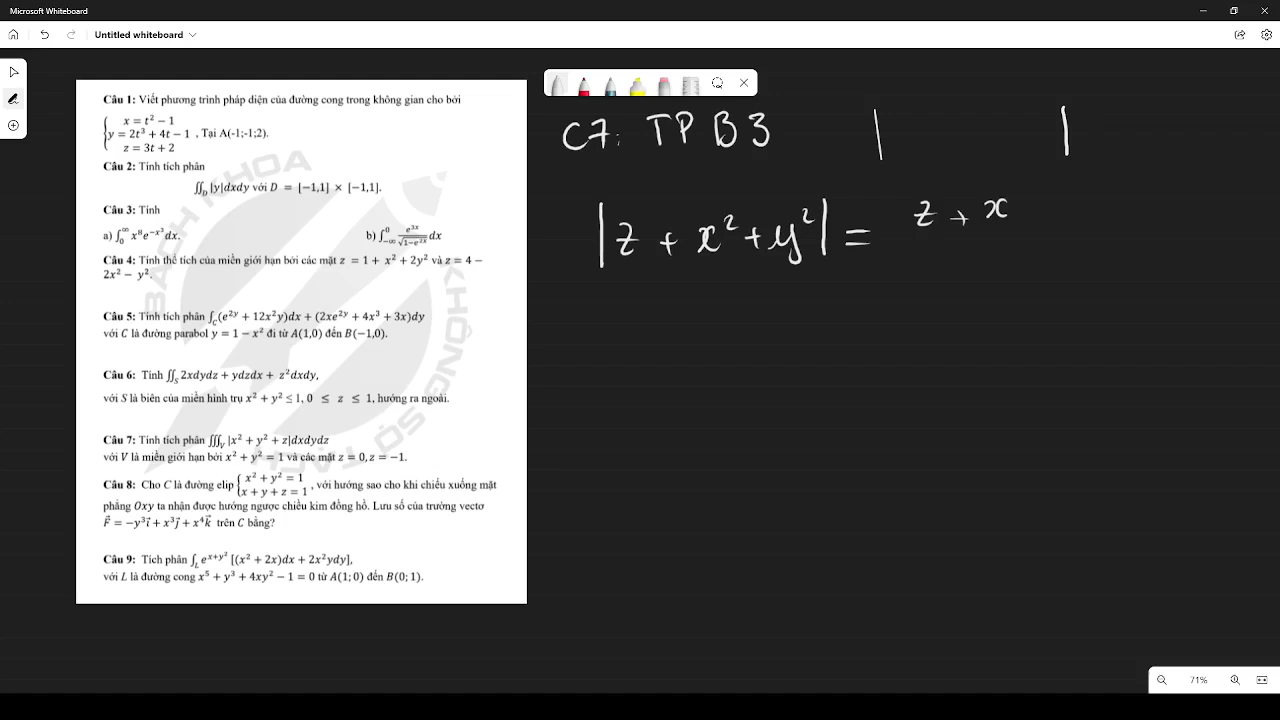 Microsoft Whiteboard
Untitled whiteboard
Câu 1: Viết phương trình pháp diện của đường cong trong không gian cho bởi
{ x = t² − 1
y = 2t³ + 4t − 1 , Tại A(-1;-1;2).
z = 3t + 2
Câu 2: Tính tích phân
∬_D |y|dxdy với D = [−1,1] × [−1,1].
Câu 3: Tính
a) ∫₀^∞ x⁸e^{−x³}dx. b) ∫_{−∞}^0 e^{2x}/√(1−e^{2x}) dx
Câu 4: Tính thể tích của miền giới hạn bởi các mặt z = 1 + x² + 2y² và z = 4 −
2x² − y².
Câu 5: Tính tích phân ∫_C(e^{2y} + 12x²y)dx + (2xe^{2y} + 4x³ + 3x)dy
với C là đường parabol y = 1 − x² đi từ A(1,0) đến B(−1,0).
Câu 6: Tính ∬_S 2xdydz + ydzdx + z²dxdy,
với S là biên của miền hình trụ x² + y² ≤ 1, 0 ≤ z ≤ 1, hướng ra ngoài.
Câu 7: Tính tích phân ∭_V |x² + y² + z|dxdydz
với V là miền giới hạn bởi x² + y² = 1 và các mặt z = 0, z = −1.
Câu 8: Cho C là đường elip { x² + y² = 1
x + y + z = 1 , với hướng sao cho khi chiếu xuống mặt
phẳng Oxy ta nhận được hướng ngược chiều kim đồng hồ. Lưu số của trường vectơ
F⃗ = −y³i⃗ + x³j⃗ + x⁴k⃗ trên C bằng?
Câu 9: Tích phân ∫_L e^{x+y²} [(x² + 2x)dx + 2x²ydy],
với L là đường cong x⁵ + y³ + 4xy² − 1 = 0 từ A(1; 0) đến B(0; 1).
BÁCH KHOA
KHÔNG SỢ
C7: TP B3 | |
|z + x² + y²| = z + x
71%